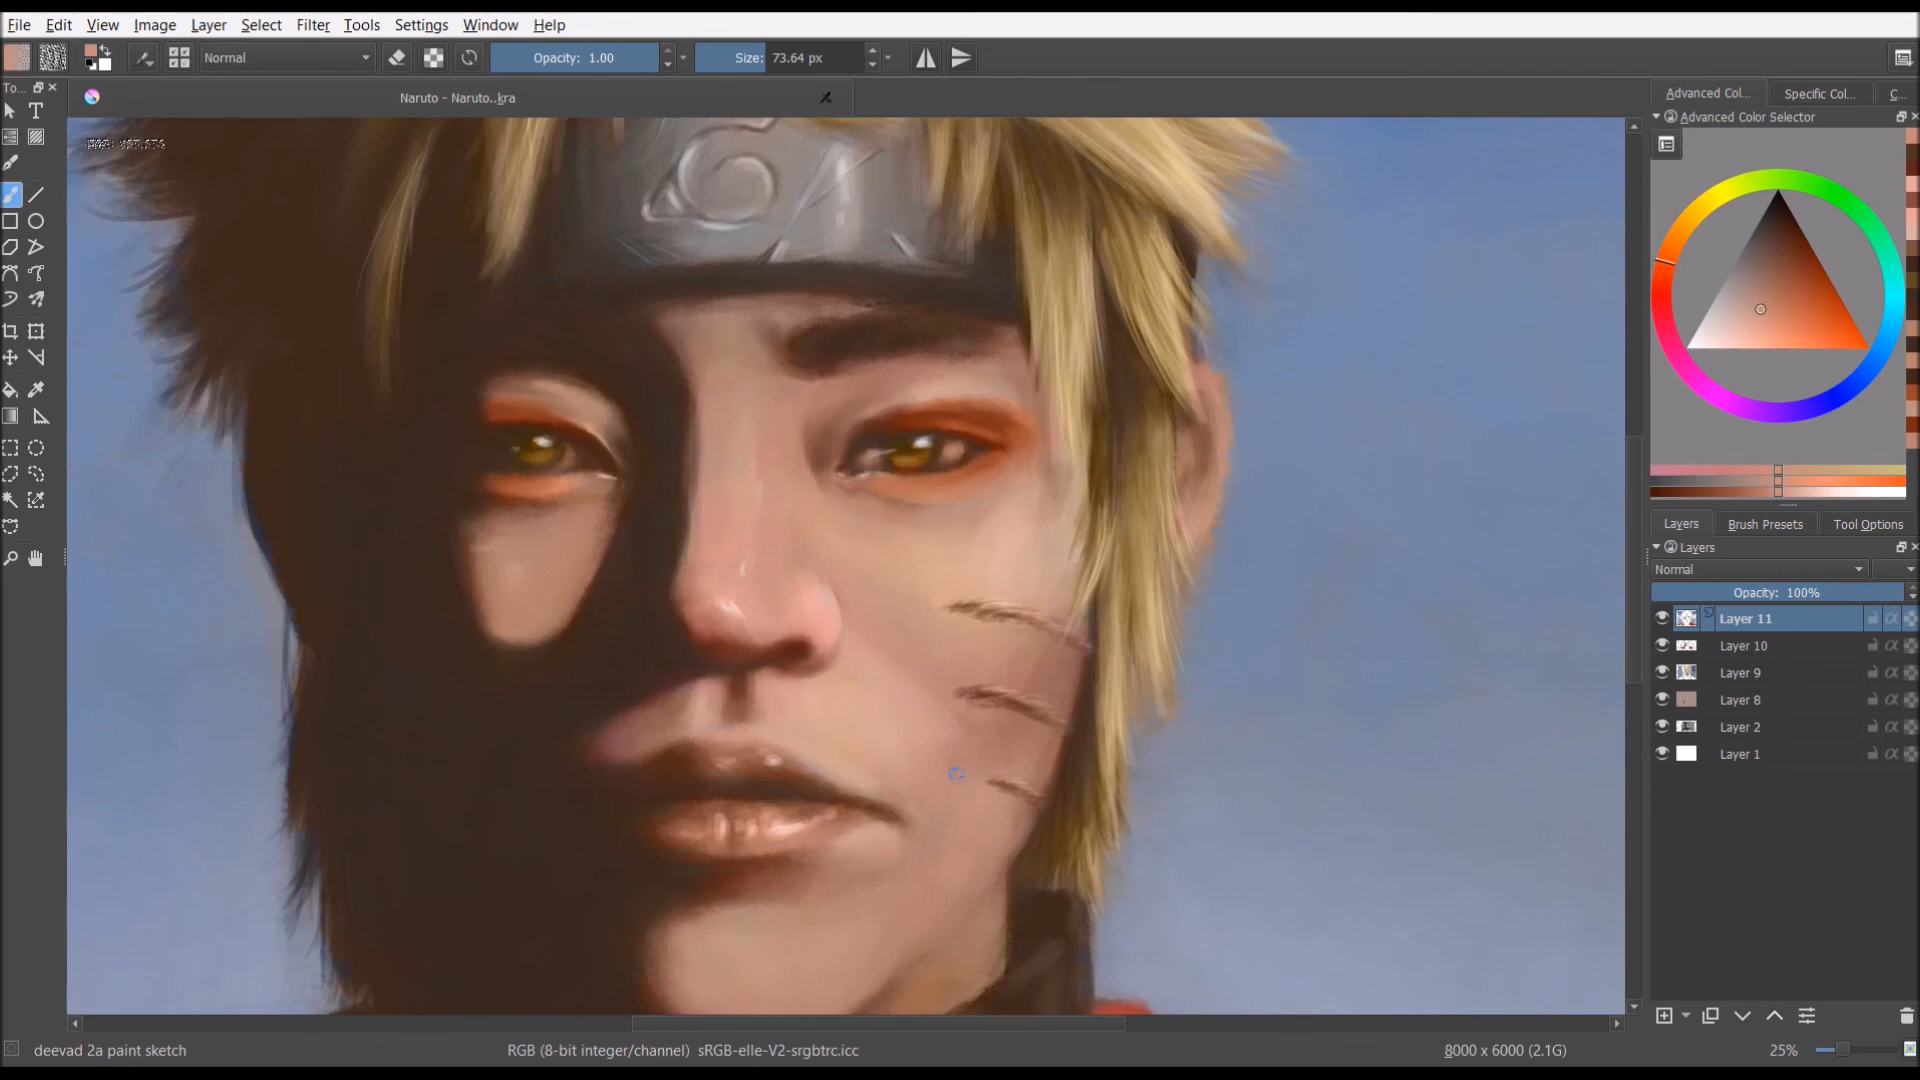 File Edit View Image Layer Select Filter Tools Settings Window Help
Normal Opacity: 1.00 Size: 73.64 px
To... Naruto - Naruto..kra Advanced Col... Specific Col... C...
Advanced Color Selector
Layers Brush Presets Tool Options
Layers
Normal
Opacity: 100%
Layer 11
Layer 10
Layer 9
Layer 8
Layer 2
Layer 1
deevad 2a paint sketch RGB (8-bit integer/channel) sRGB-elle-V2-srgbtrc.icc 8000 x 6000 (2.1G) 25%